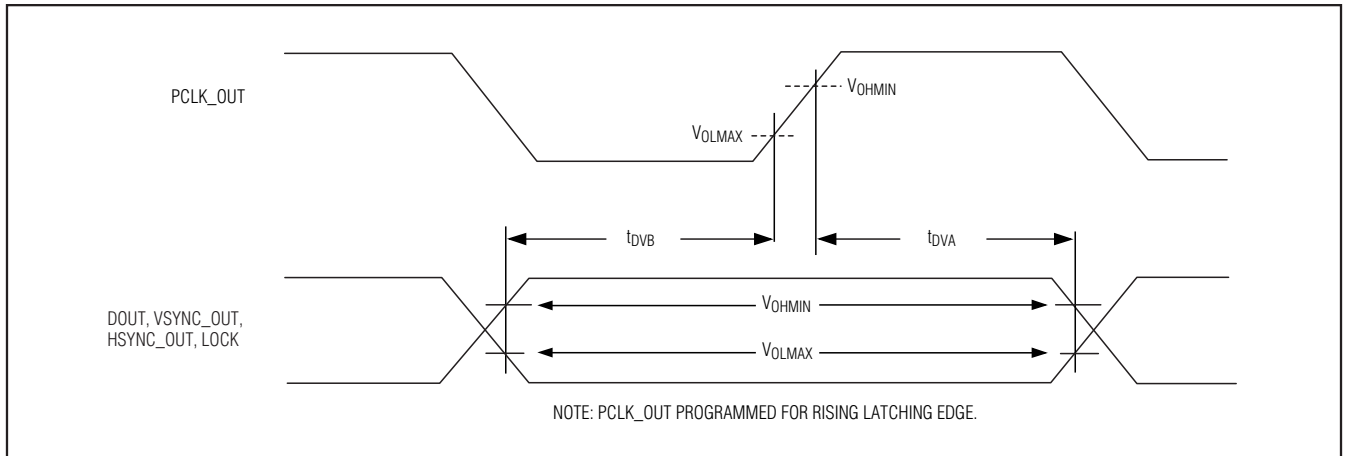 PCLK_OUT
VOHMIN
VOLMAX
tDVB
tDVA
DOUT, VSYNC_OUT,
HSYNC_OUT, LOCK
VOHMIN
VOLMAX
NOTE: PCLK_OUT PROGRAMMED FOR RISING LATCHING EDGE.